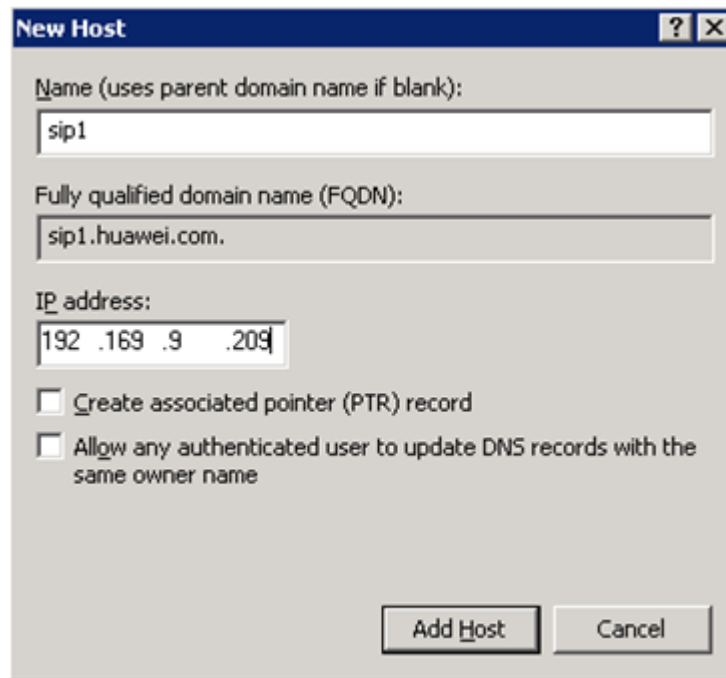 New Host
Name (uses parent domain name if blank):
sip1
Fully qualified domain name (FQDN):
sip1.huawei.com.
IP address:
192 .169 .9 .209
Create associated pointer (PTR) record
Allow any authenticated user to update DNS records with the
same owner name
Add Host
Cancel